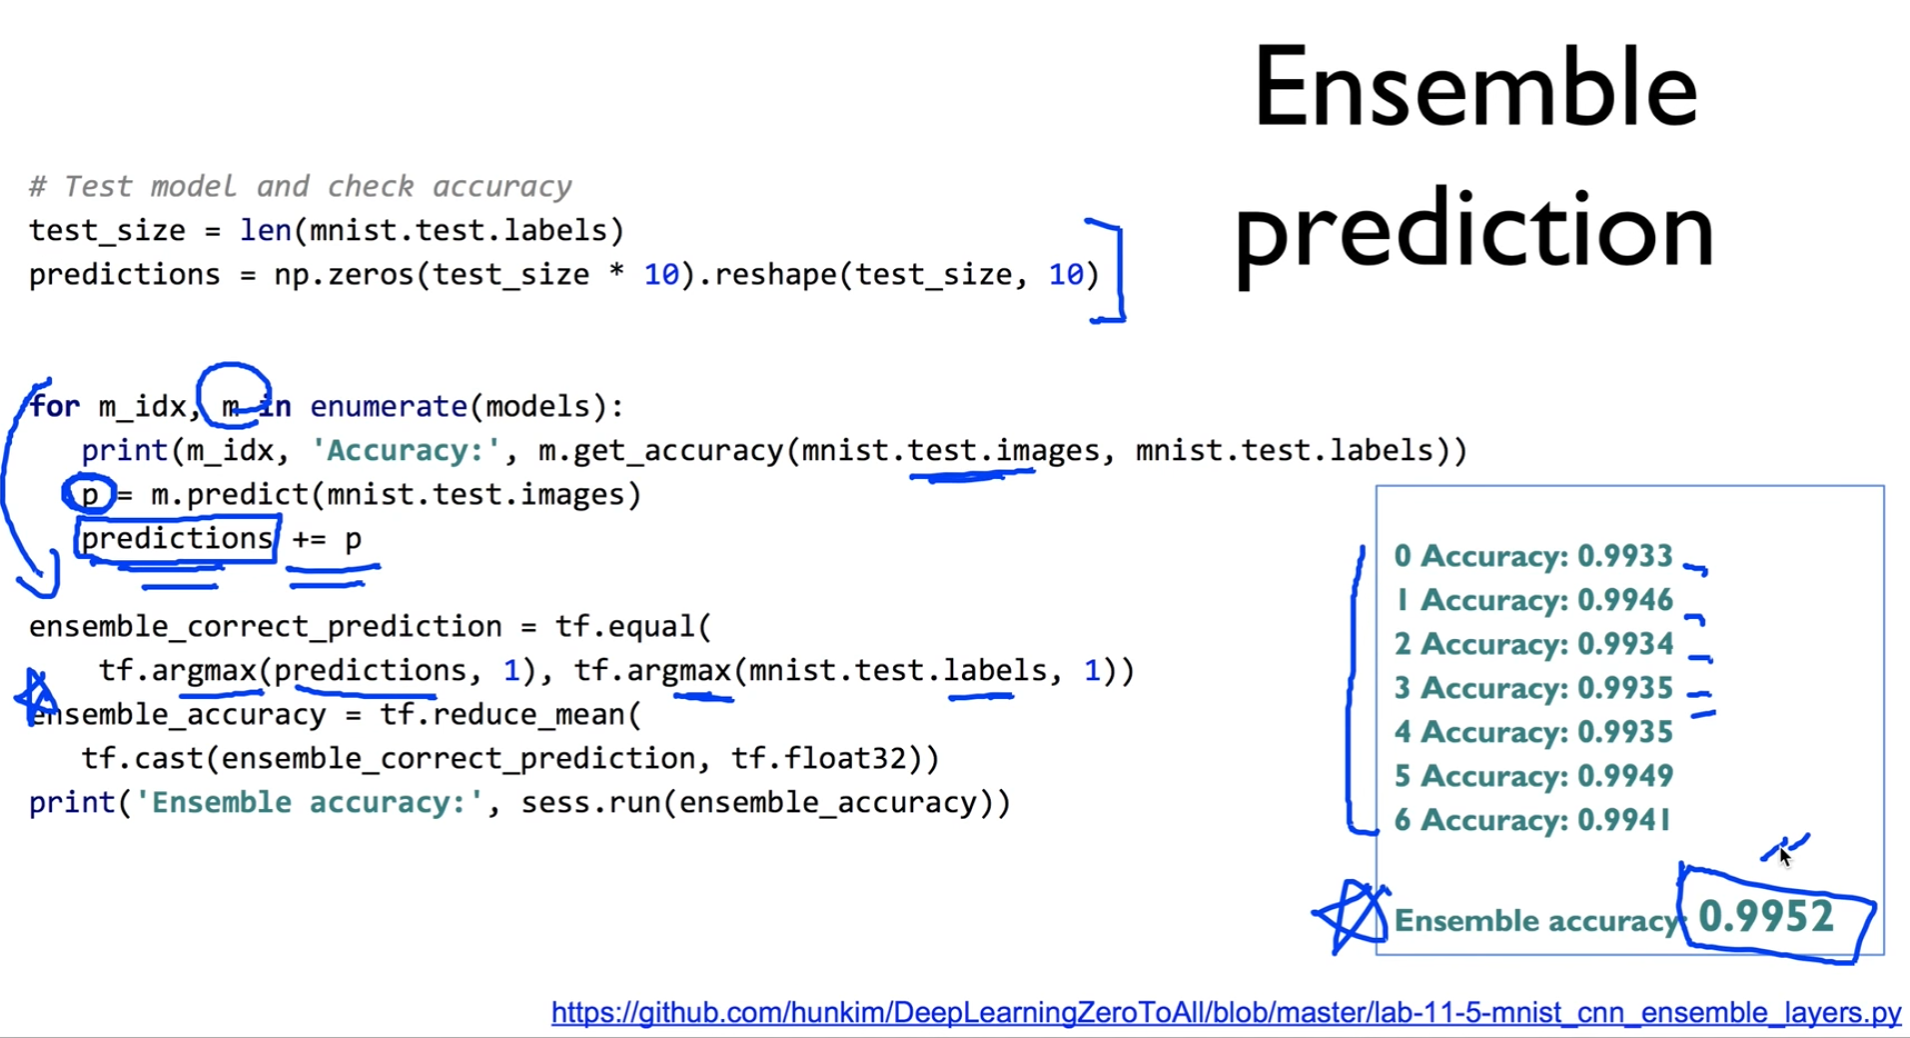 Ensemble
prediction
# Test model and check accuracy
test_size = len(mnist.test.labels)
predictions = np.zeros(test_size * 10).reshape(test_size, 10)
for m_idx, m in enumerate(models):
print(m_idx, 'Accuracy:', m.get_accuracy(mnist.test.images, mnist.test.labels))
p = m.predict(mnist.test.images)
predictions += p
ensemble_correct_prediction = tf.equal(
tf.argmax(predictions, 1), tf.argmax(mnist.test.labels, 1))
ensemble_accuracy = tf.reduce_mean(
tf.cast(ensemble_correct_prediction, tf.float32))
print('Ensemble accuracy:', sess.run(ensemble_accuracy))
0 Accuracy: 0.9933
1 Accuracy: 0.9946
2 Accuracy: 0.9934
3 Accuracy: 0.9935
4 Accuracy: 0.9935
5 Accuracy: 0.9949
6 Accuracy: 0.9941
Ensemble accuracy: 0.9952
https://github.com/hunkim/DeepLearningZeroToAll/blob/master/lab-11-5-mnist_cnn_ensemble_layers.py